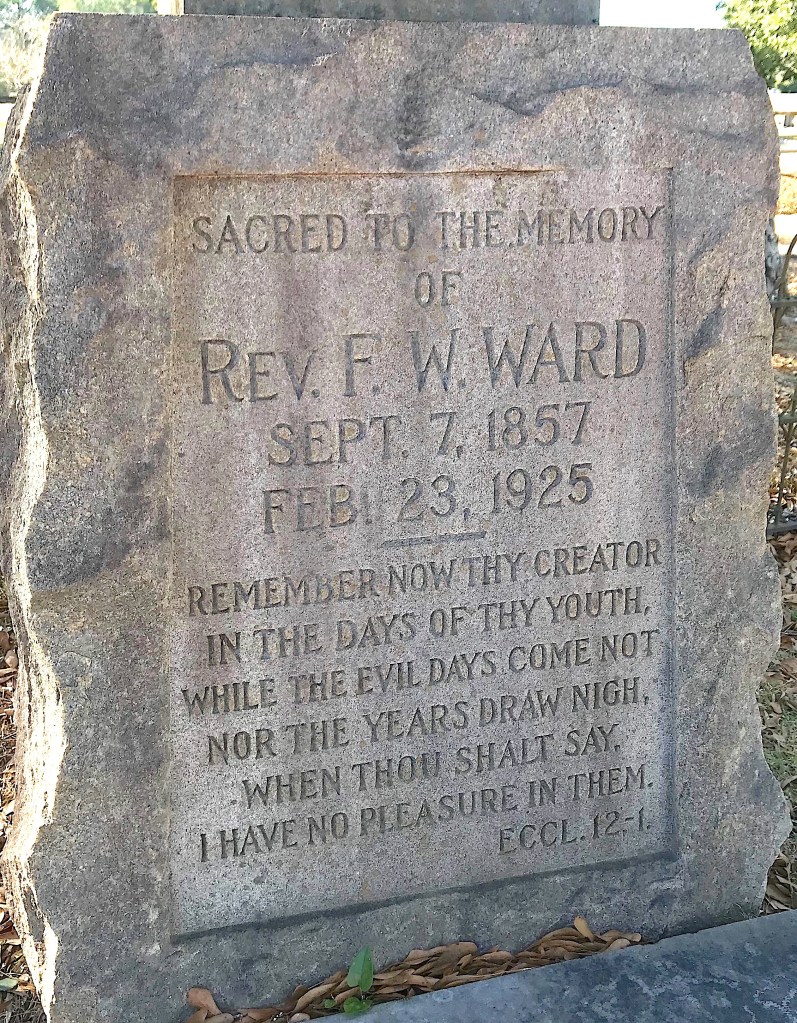 SACRED TO THE MEMORY
OF
REV. F. W. WARD
SEPT. 7, 1857
FEB. 23, 1925
REMEMBER NOW THY CREATOR
IN THE DAYS OF THY YOUTH,
WHILE THE EVIL DAYS COME NOT
NOR THE YEARS DRAW NIGH,
WHEN THOU SHALT SAY,
I HAVE NO PLEASURE IN THEM.
ECCL. 12,-1.